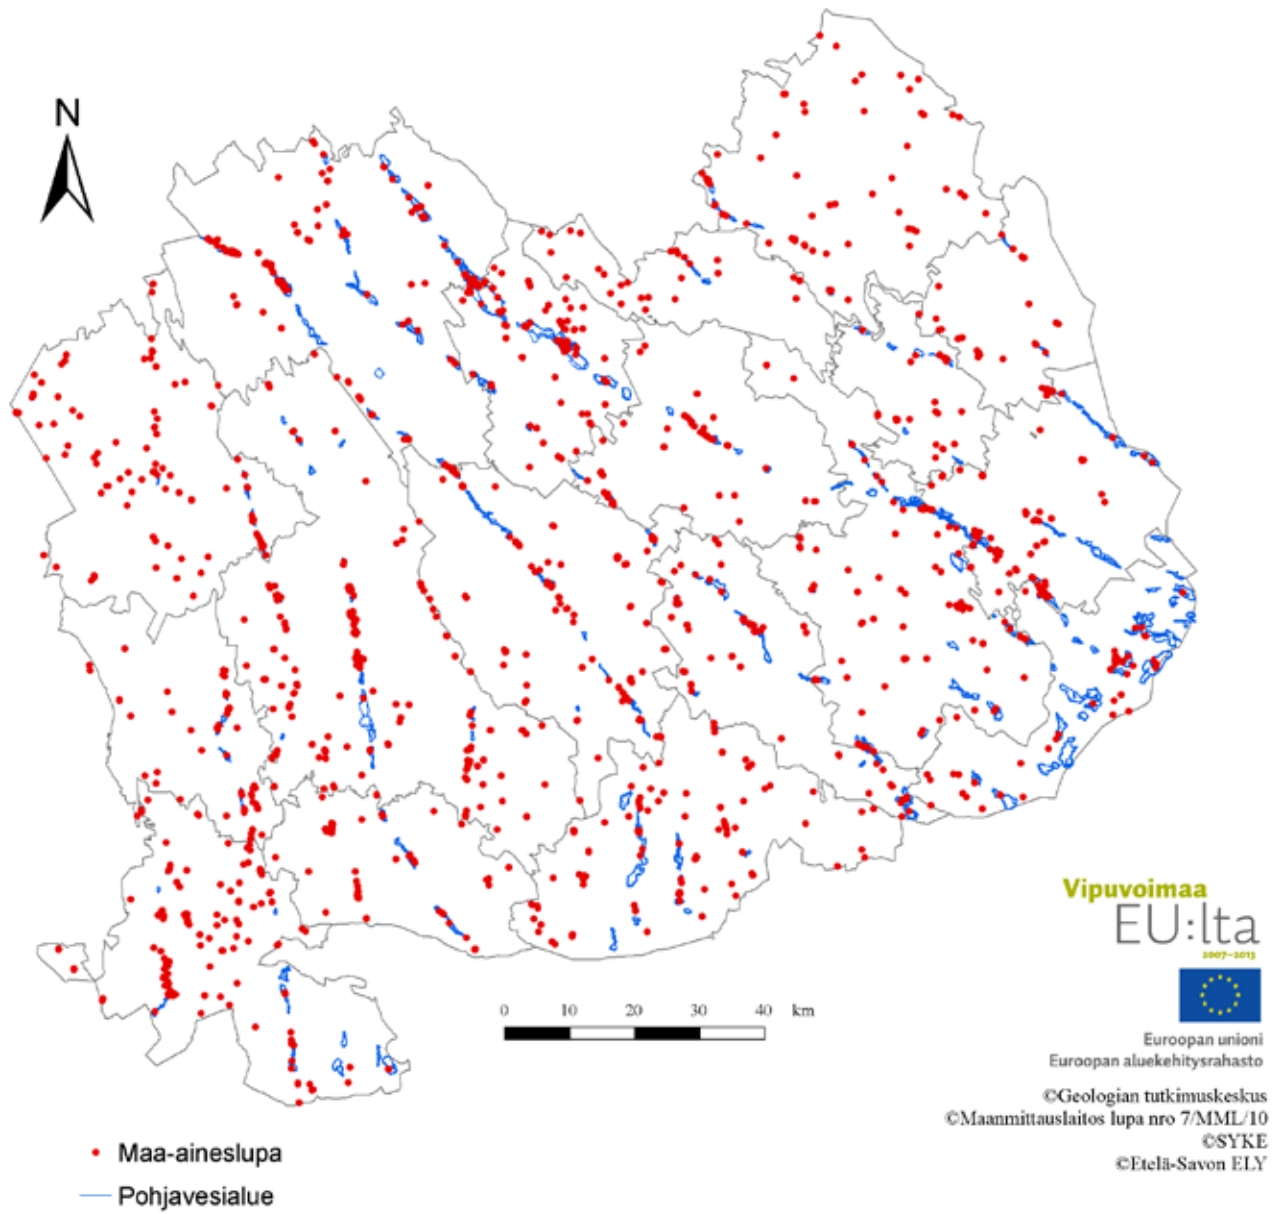 N
Vipuvoimaa
EU:lta
2007–2013
0 10 20 30 40 km
Euroopan unioni
Euroopan aluekehitysrahasto
©Geologian tutkimuskeskus
©Maanmittauslaitos lupa nro 7/MML/10
©SYKE
©Etelä-Savon ELY
Maa-aineslupa
Pohjavesialue